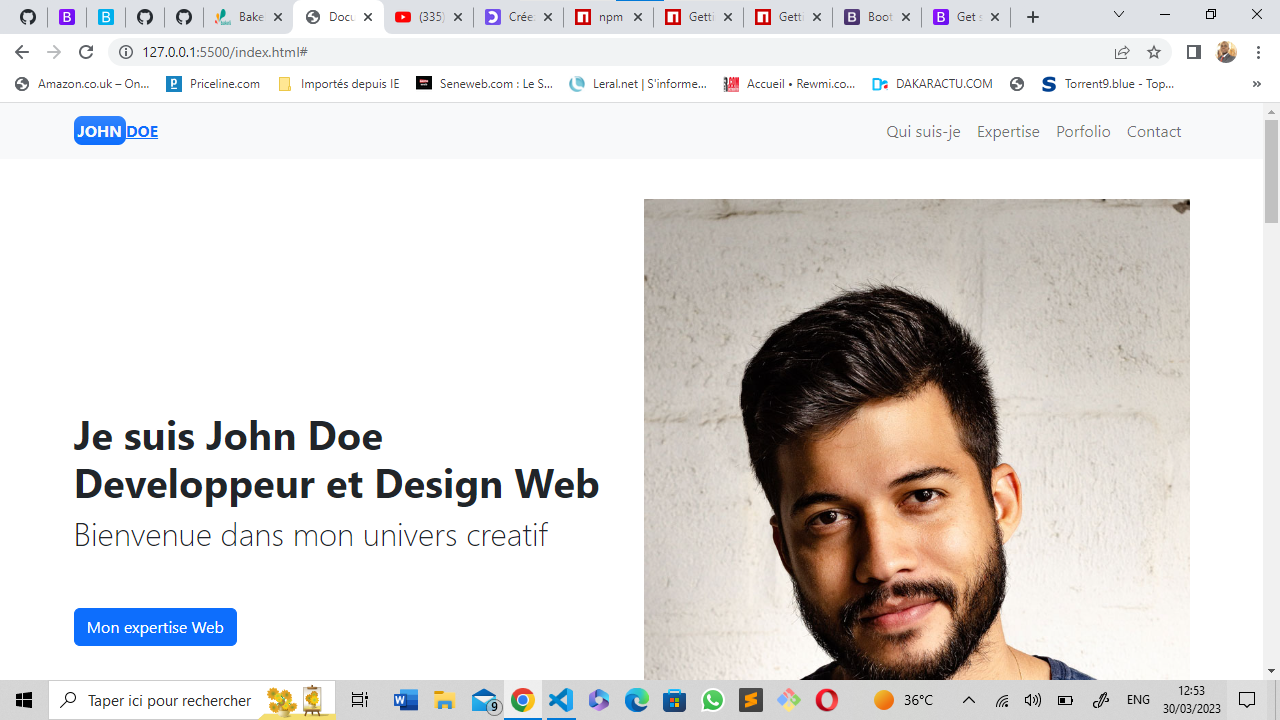 Bake
Docu
(335)
Crée
npm
Getti
Getti
Boot
Get s
127.0.0.1:5500/index.html#
Amazon.co.uk – On...
Priceline.com
Importés depuis IE
Seneweb.com : Le S...
Leral.net | S'informe...
Accueil • Rewmi.co...
DAKARACTU.COM
Torrent9.blue - Top...
»
JOHN DOE
Qui suis-je
Expertise
Porfolio
Contact
Je suis John Doe
Developpeur et Design Web
Bienvenue dans mon univers creatif
Mon expertise Web
Taper ici pour rechercher
9
36°C
ENG
12:53
30/03/2023